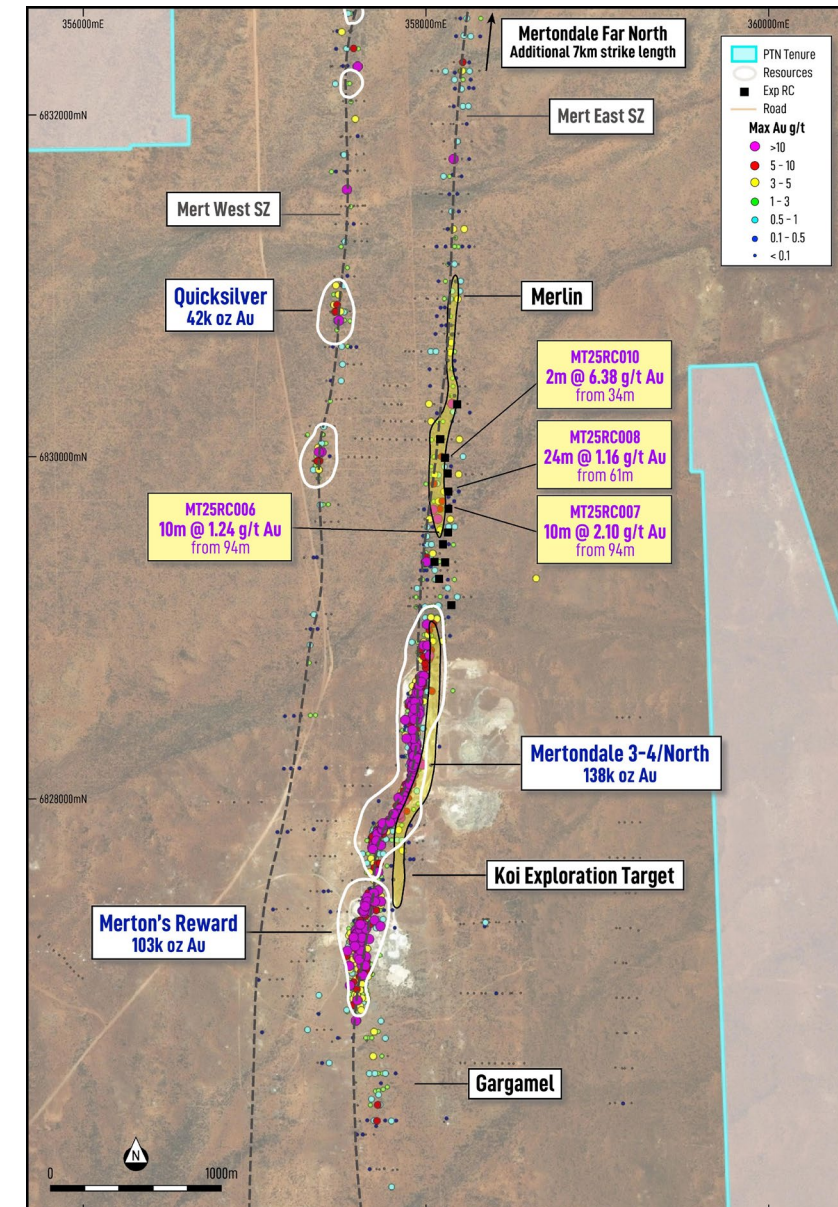 356000mE
358000mE
360000mE
Mertondale Far North
Additional 7km strike length
PTN Tenure
Resources
Exp RC
Road
Max Au g/t
>10
5 - 10
3 - 5
1 - 3
0.5 - 1
0.1 - 0.5
< 0.1
6832000mN
Mert East SZ
Mert West SZ
Quicksilver
42k oz Au
Merlin
MT25RC010
2m @ 6.38 g/t Au
from 34m
MT25RC008
24m @ 1.16 g/t Au
from 61m
6830000mN
MT25RC006
10m @ 1.24 g/t Au
from 94m
MT25RC007
10m @ 2.10 g/t Au
from 94m
Mertondale 3-4/North
138k oz Au
6828000mN
Koi Exploration Target
Merton's Reward
103k oz Au
Gargamel
N
0
1000m